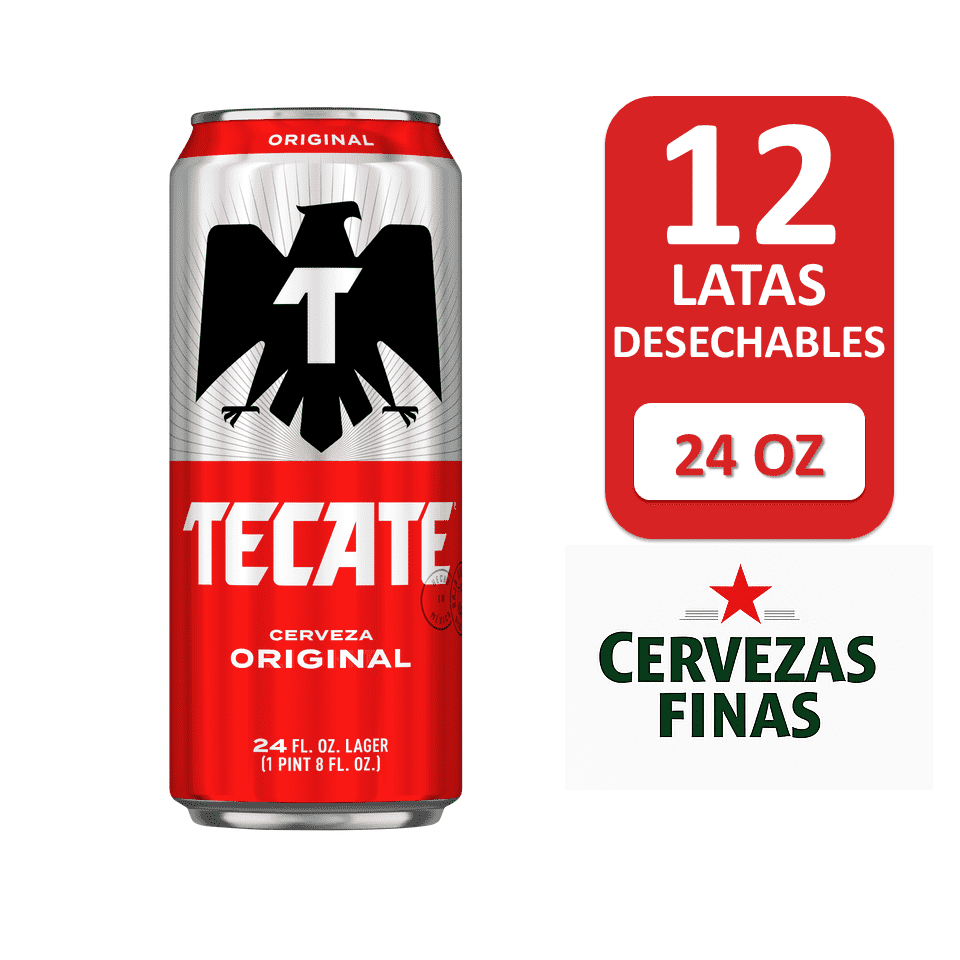 ORIGINAL
T
TECATE
CERVEZA
ORIGINAL
24 FL. OZ. LAGER
(1 PINT 8 FL. OZ.)
12
LATAS
DESECHABLES
24 OZ
CERVEZAS
FINAS